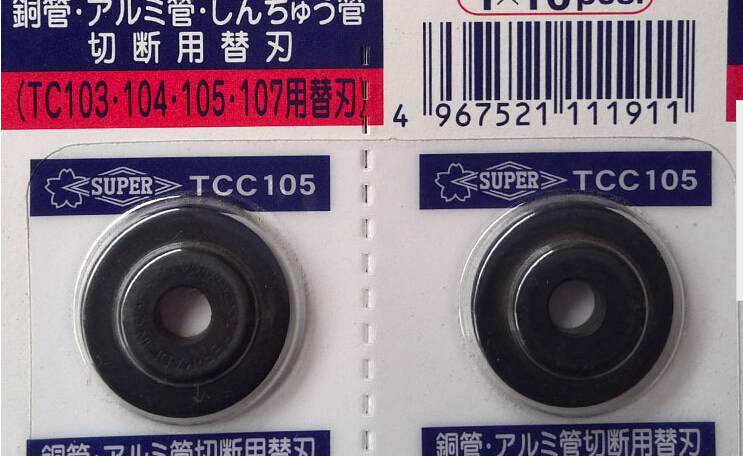 銅管・アルミ管・しんちゅう管
切断用替刃
(TC103・104・105・107用替刃)
4 967521 111911
SUPER TCC105
SUPER TCC105
銅管・アルミ管切断用替刃
銅管・アルミ管切断用替刃